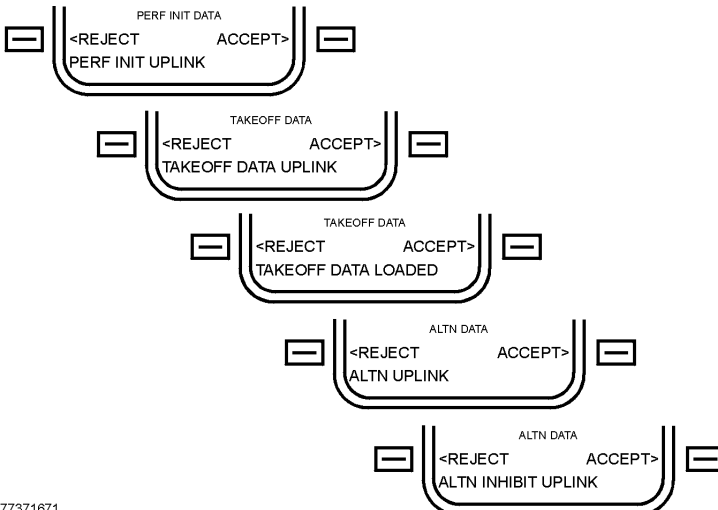 PERF INIT DATA
<REJECT ACCEPT>
PERF INIT UPLINK
TAKEOFF DATA
<REJECT ACCEPT>
TAKEOFF DATA UPLINK
TAKEOFF DATA
<REJECT ACCEPT>
TAKEOFF DATA LOADED
ALTN DATA
<REJECT ACCEPT>
ALTN UPLINK
ALTN DATA
<REJECT ACCEPT>
ALTN INHIBIT UPLINK
77371671